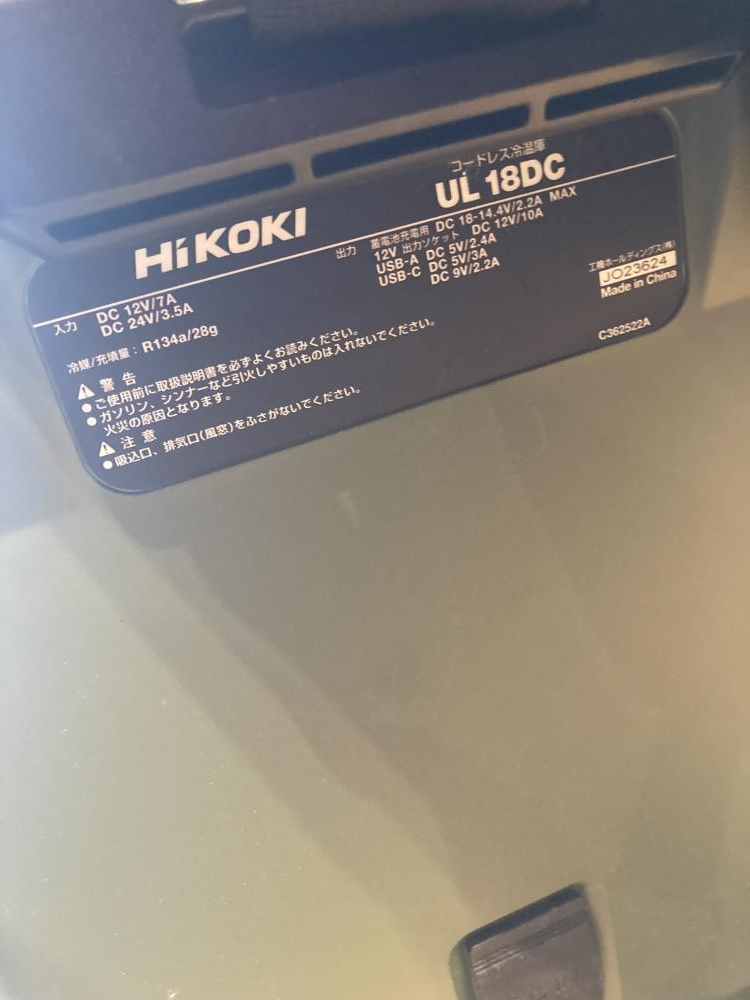 コードレス冷温庫
HiKOKI UL 18DC
入力 DC 12V/7A
DC 24V/3.5A
出力 蓄電池充電用 DC 18-14.4V/2.2A MAX
12V 出力ソケット DC 12V/10A
USB-A DC 5V/2.4A
USB-C DC 5V/3A
DC 9V/2.2A
冷媒/充填量：R134a/28g
工機ホールディングス(株)
JO23624
Made in China
C362522A
警告
●ご使用前に取扱説明書を必ずよくお読みください。
●ガソリン、シンナーなど引火しやすいものは入れないでください。
火災の原因となります。
注意
●吸込口、排気口(風窓)をふさがないでください。